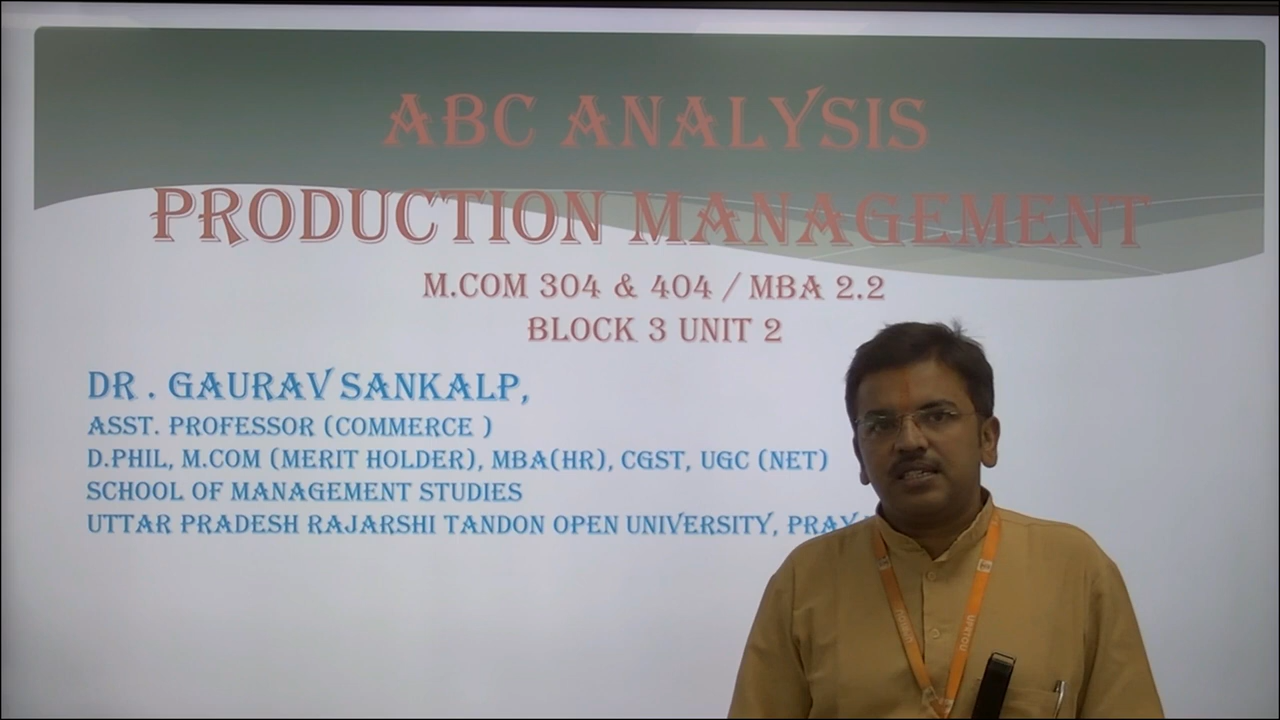 ABC ANALYSIS
PRODUCTION MANAGEMENT
M.COM 304 & 404 / MBA 2.2
BLOCK 3 UNIT 2
DR . GAURAV SANKALP,
ASST. PROFESSOR (COMMERCE )
D.PHIL, M.COM (MERIT HOLDER), MBA(HR), CGST, UGC (NET)
SCHOOL OF MANAGEMENT STUDIES
UTTAR PRADESH RAJARSHI TANDON OPEN UNIVERSITY,
UPRTOU